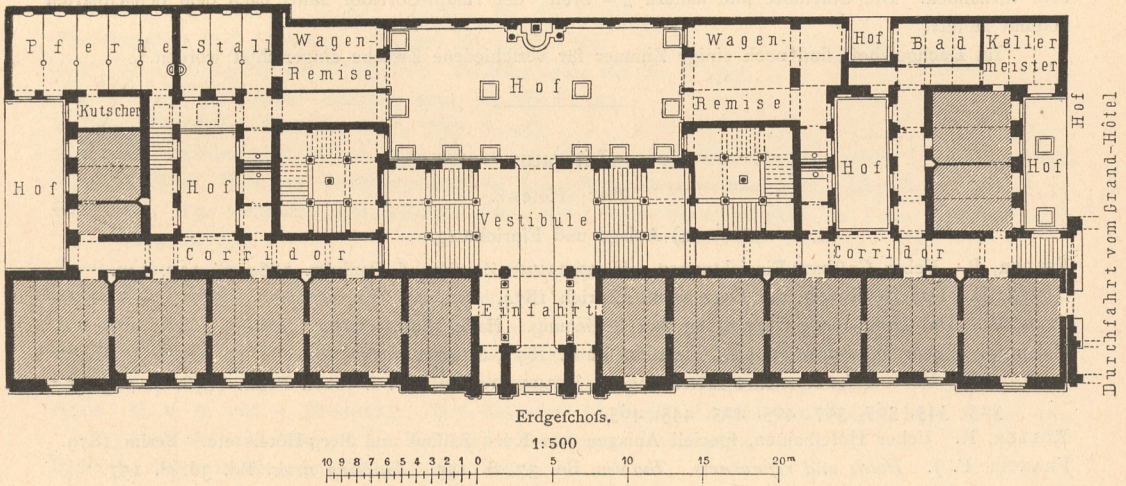 Pferde-Stall
Wagen-
Remise
Hof
Wagen-
Remise
Hof
Bad
Keller
meister
Kutscher
Hof
Hof
Vestibule
Hof
Hof
Hof
Corridor
Corridor
Einfahrt
Durchfahrt vom Grand-Hôtel
Erdgeſchoſs.
1:500
10 9 8 7 6 5 4 3 2 1 0 5 10 15 20m